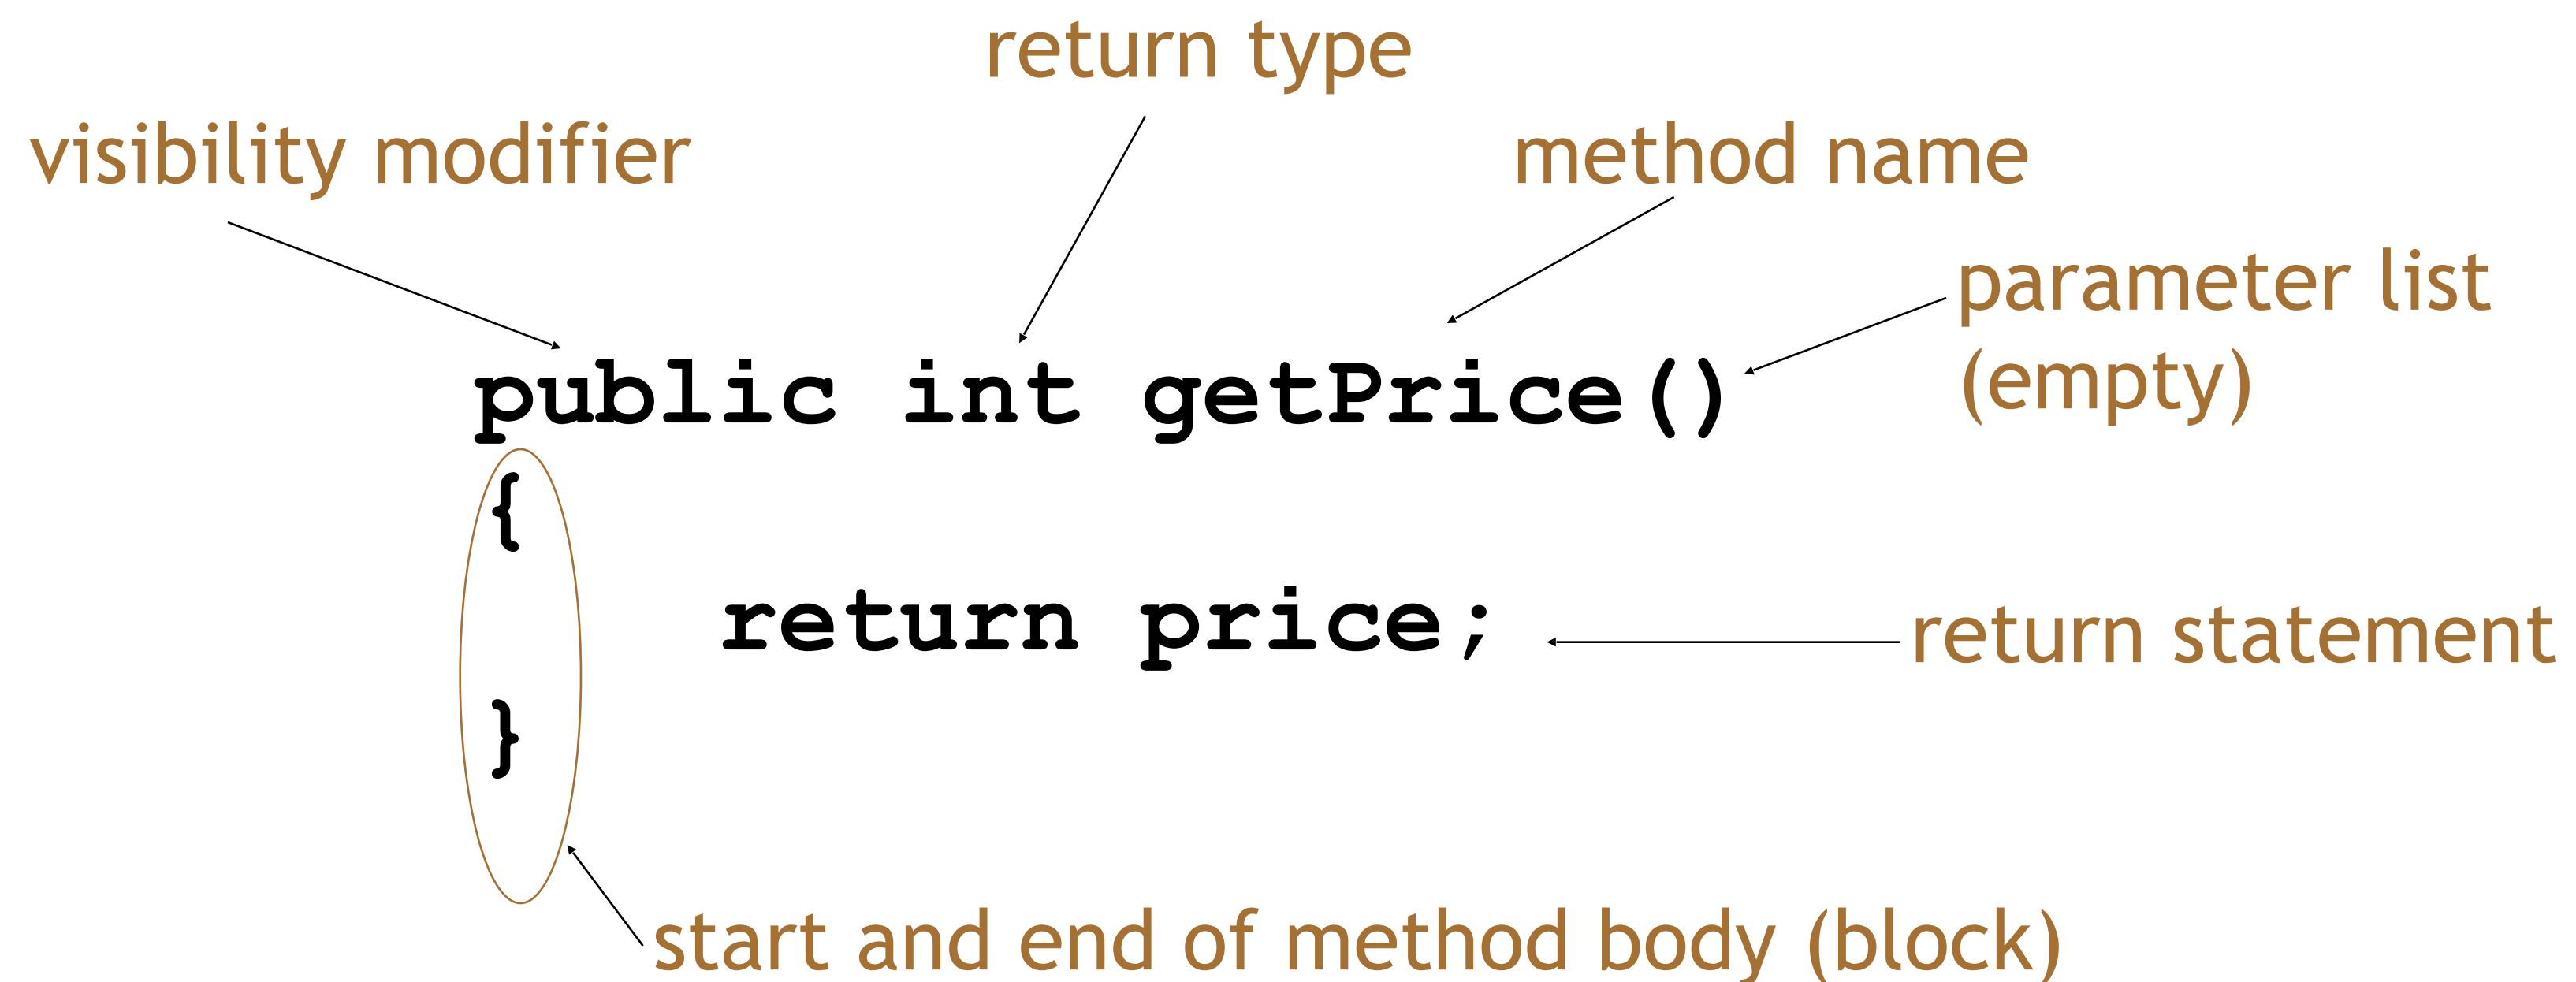 return type
visibility modifier
method name
parameter list
(empty)
public int getPrice()
{
return price;
return statement
}
start and end of method body (block)